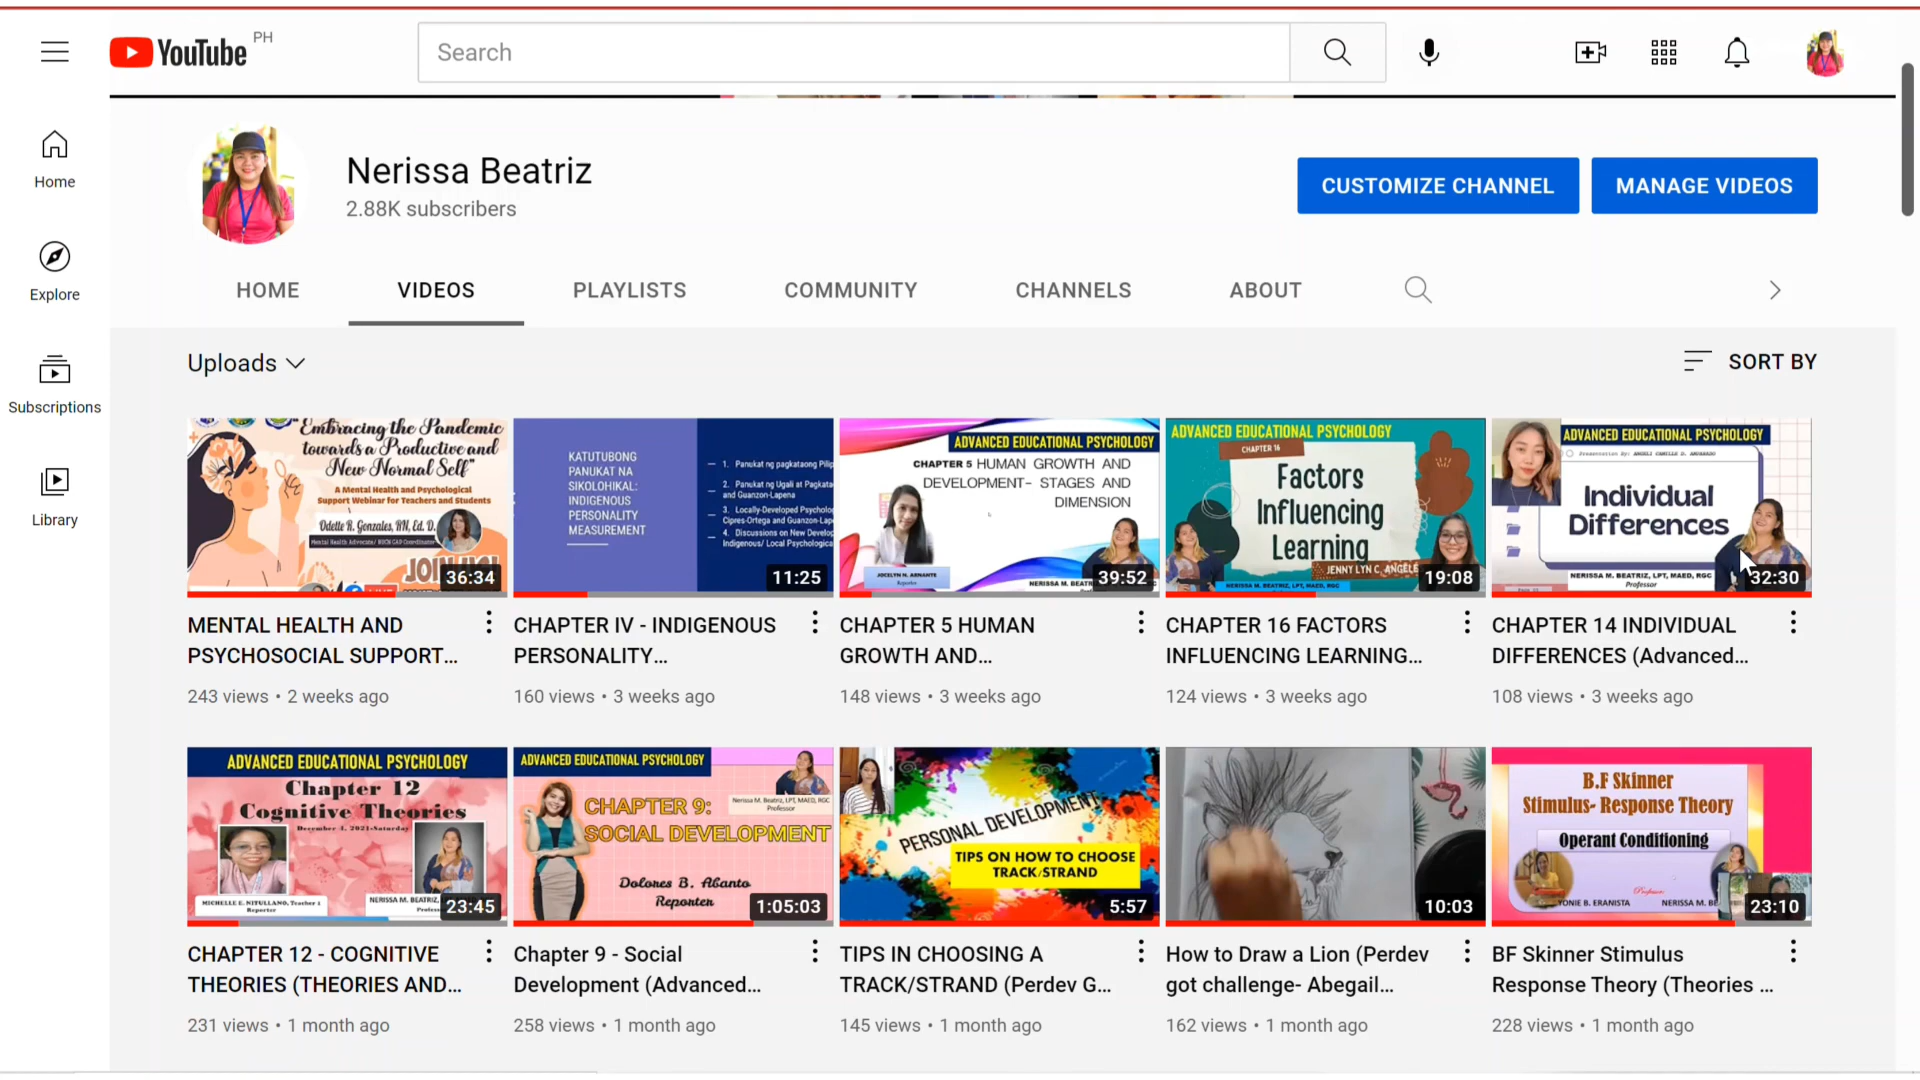 YouTube PH
Search
Home
Explore
Subscriptions
Library
Nerissa Beatriz
2.88K subscribers
CUSTOMIZE CHANNEL
MANAGE VIDEOS
HOME
VIDEOS
PLAYLISTS
COMMUNITY
CHANNELS
ABOUT
Uploads
SORT BY
"Embracing the Pandemic
towards a Productive and
New Normal Self"
A Mental Health and Psychological
Support Webinar for Teachers and Students
Odette R. Gonzales, RN, Ed. D.
36:34
MENTAL HEALTH AND
PSYCHOSOCIAL SUPPORT...
243 views • 2 weeks ago
KATUTUBONG
PANUKAT NA
SIKOLOHIKAL:
INDIGENOUS
PERSONALITY
MEASUREMENT
1. Panukat ng pagkataong Pilip
2. Panukat ng Ugali at Pagkata
and Guanzon-Lapena
3. Locally-Developed Psycholog
Cipres-Ortega and Guanzon-Lap
4. Discussions on New Develop
Indigenous/ Local Psychologica
11:25
CHAPTER IV - INDIGENOUS
PERSONALITY...
160 views • 3 weeks ago
ADVANCED EDUCATIONAL PSYCHOLOGY
CHAPTER 5 HUMAN GROWTH AND
DEVELOPMENT- STAGES AND
DIMENSION
JOCELYN N. ARNANTE
Reporter
NERISSA M. BEATR
39:52
CHAPTER 5 HUMAN
GROWTH AND...
148 views • 3 weeks ago
ADVANCED EDUCATIONAL PSYCHOLOGY
CHAPTER 16
Factors
Influencing
Learning
JENNY LYN C. ANGELE
NERISSA M. BEATRIZ, LPT, MAED, RGC
19:08
CHAPTER 16 FACTORS
INFLUENCING LEARNING...
124 views • 3 weeks ago
ADVANCED EDUCATIONAL PSYCHOLOGY
Presentation By: ANGELI CAMILLE D.
Individual
Differences
NERISSA M. BEATRIZ, LPT, MAED, RGC
Professor
32:30
CHAPTER 14 INDIVIDUAL
DIFFERENCES (Advanced...
108 views • 3 weeks ago
ADVANCED EDUCATIONAL PSYCHOLOGY
Chapter 12
Cognitive Theories
December 4, 2021-Saturday
MICHELLE E. NITULLANO, Teacher 1
Reporter
NERISSA M. BEATRIZ,
Profess
23:45
CHAPTER 12 - COGNITIVE
THEORIES (THEORIES AND...
231 views • 1 month ago
ADVANCED EDUCATIONAL PSYCHOLOGY
Nerissa M. Beatriz, LPT, MAED, RGC
Professor
CHAPTER 9:
SOCIAL DEVELOPMENT
Dolores B. Abanto
Reporter
1:05:03
Chapter 9 - Social
Development (Advanced...
258 views • 1 month ago
PERSONAL DEVELOPMENT
TIPS ON HOW TO CHOOSE
TRACK/STRAND
5:57
TIPS IN CHOOSING A
TRACK/STRAND (Perdev G...
145 views • 1 month ago
10:03
How to Draw a Lion (Perdev
got challenge- Abegail...
162 views • 1 month ago
B.F Skinner
Stimulus- Response Theory
Operant Conditioning
Professor:
YONIE B. ERANISTA
NERISSA M. BE
23:10
BF Skinner Stimulus
Response Theory (Theories ...
228 views • 1 month ago